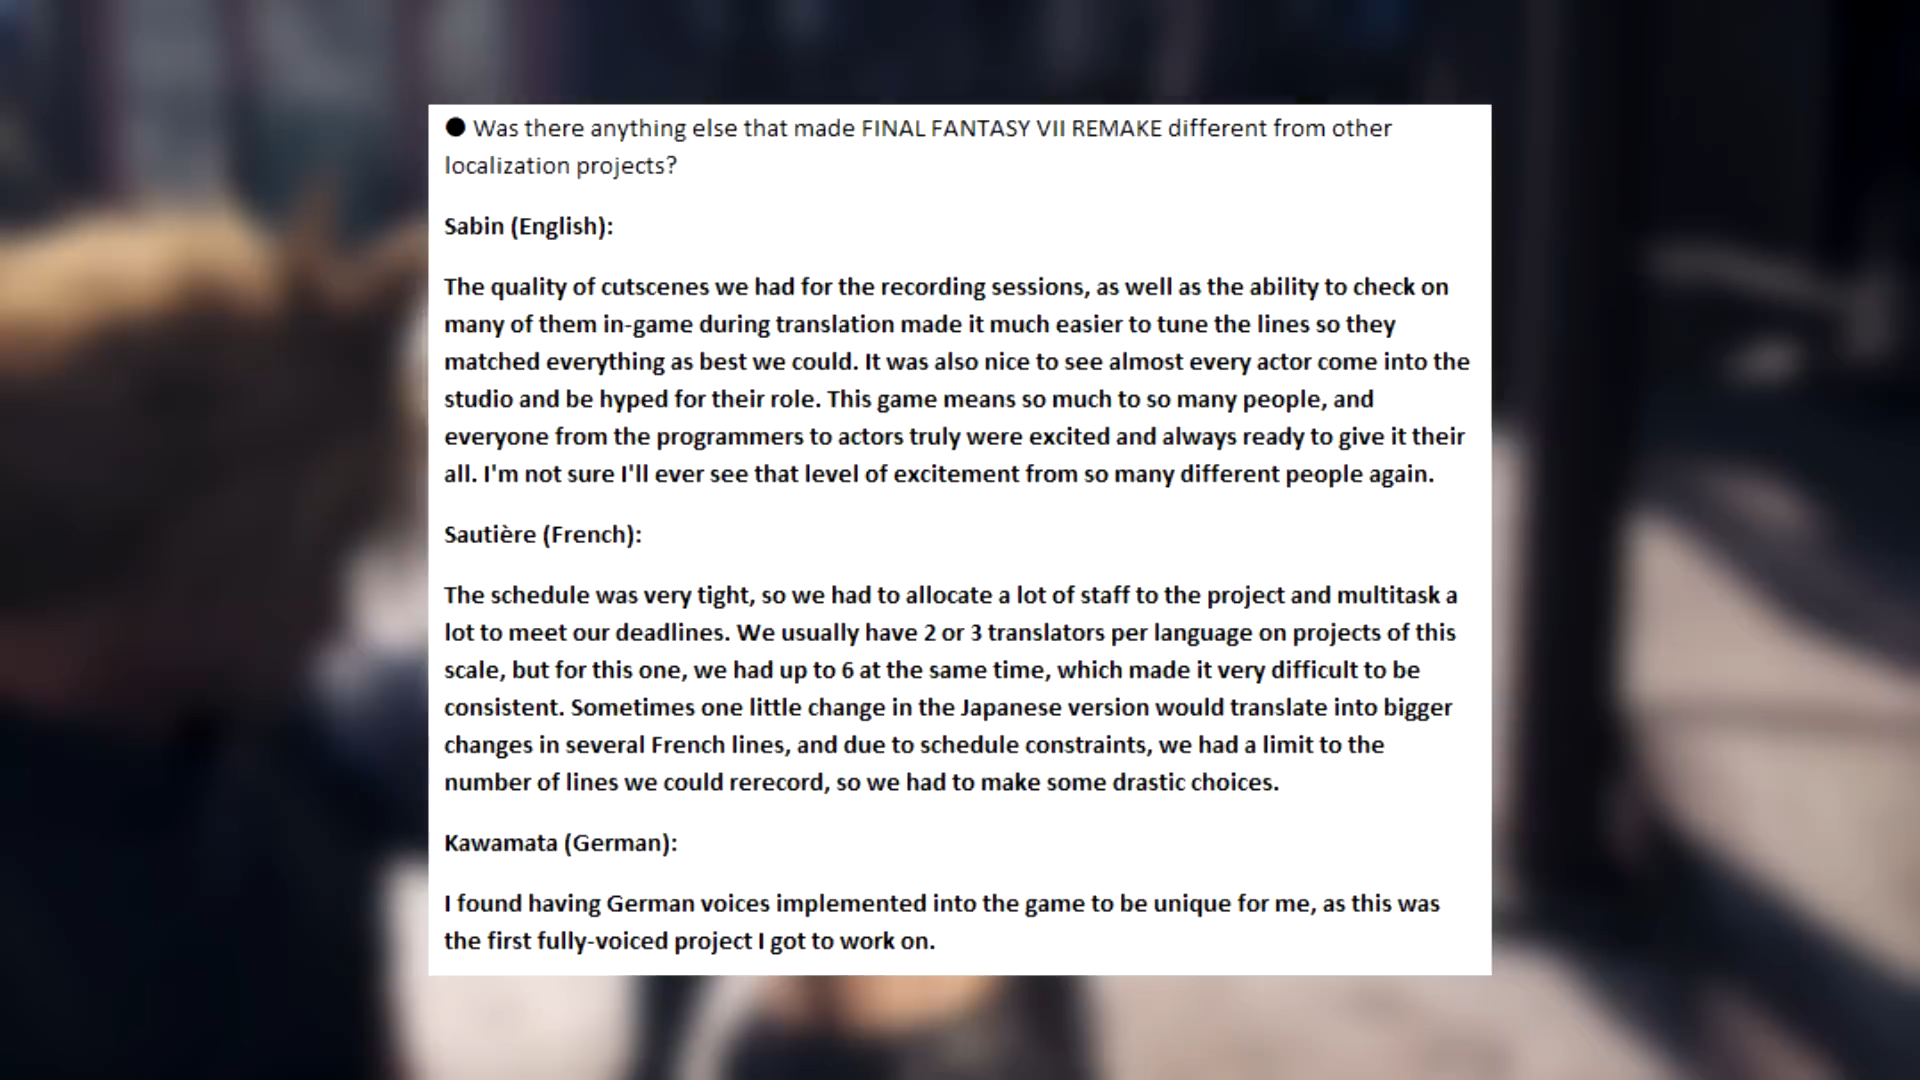 ● Was there anything else that made FINAL FANTASY VII REMAKE different from other
localization projects?
Sabin (English):
The quality of cutscenes we had for the recording sessions, as well as the ability to check on
many of them in-game during translation made it much easier to tune the lines so they
matched everything as best we could. It was also nice to see almost every actor come into the
studio and be hyped for their role. This game means so much to so many people, and
everyone from the programmers to actors truly were excited and always ready to give it their
all. I'm not sure I'll ever see that level of excitement from so many different people again.
Sautière (French):
The schedule was very tight, so we had to allocate a lot of staff to the project and multitask a
lot to meet our deadlines. We usually have 2 or 3 translators per language on projects of this
scale, but for this one, we had up to 6 at the same time, which made it very difficult to be
consistent. Sometimes one little change in the Japanese version would translate into bigger
changes in several French lines, and due to schedule constraints, we had a limit to the
number of lines we could rerecord, so we had to make some drastic choices.
Kawamata (German):
I found having German voices implemented into the game to be unique for me, as this was
the first fully-voiced project I got to work on.